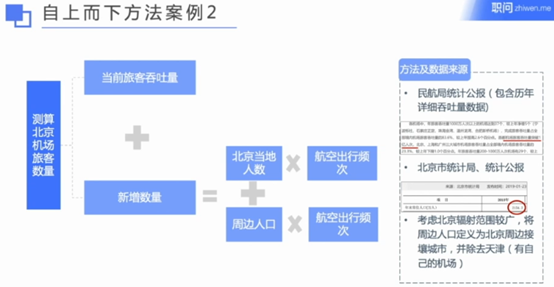 自上而下方法案例2
职问 zhiwen.me
测算
北京
机场
旅客
数量
当前旅客吞吐量
+
新增数量
=
北京当地
人数
×
航空出行频
次
+
周边人口
×
航空出行频
次
方法及数据来源
• 民航局统计公报（包含历年
详细吞吐量数据）
• 北京市统计局、统计公报
• 考虑北京辐射范围较广，将
周边人口定义为北京周边接
壤城市，并除去天津（有自
己的机场）